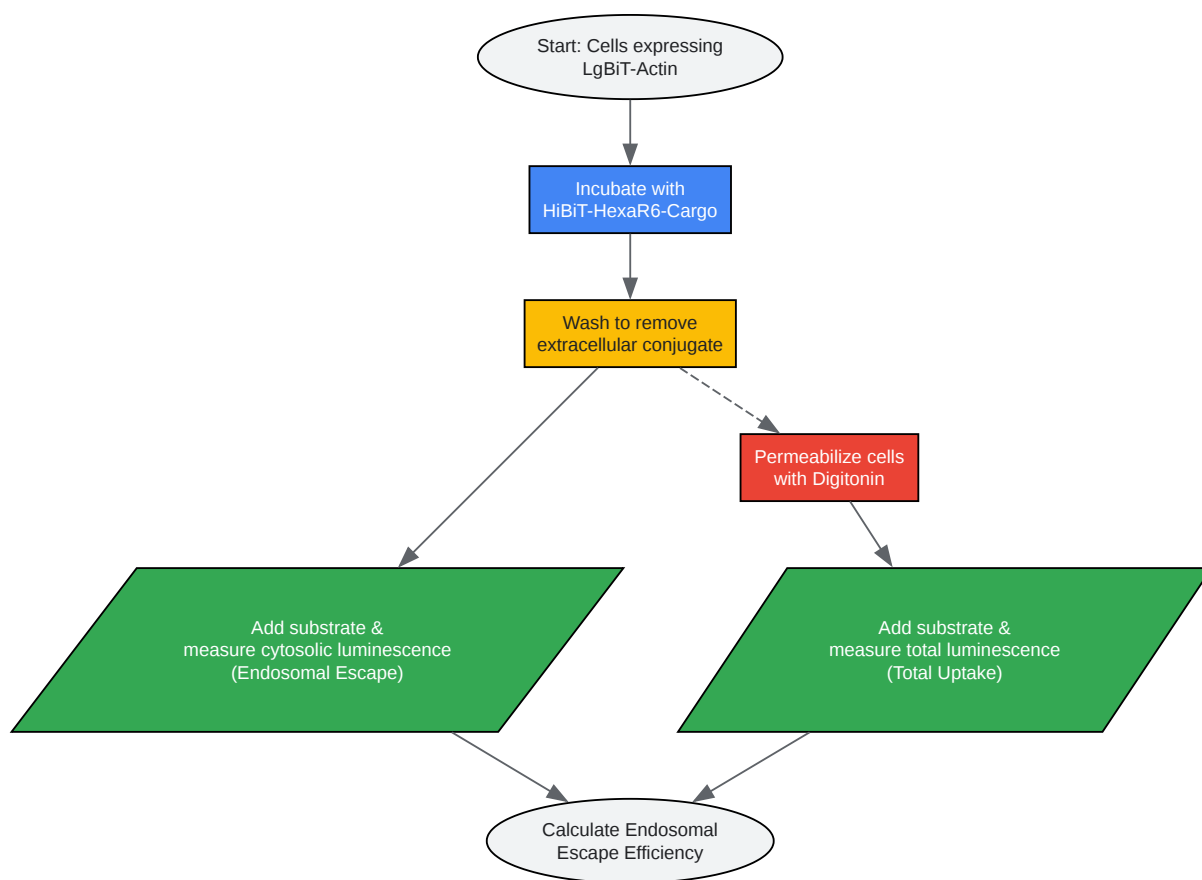 Start: Cells expressing
LgBiT-Actin
Incubate with
HiBiT-HexaR6-Cargo
Wash to remove
extracellular conjugate
Permeabilize cells
with Digitonin
Add substrate &
measure cytosolic luminescence
(Endosomal Escape)
Add substrate &
measure total luminescence
(Total Uptake)
Calculate Endosomal
Escape Efficiency